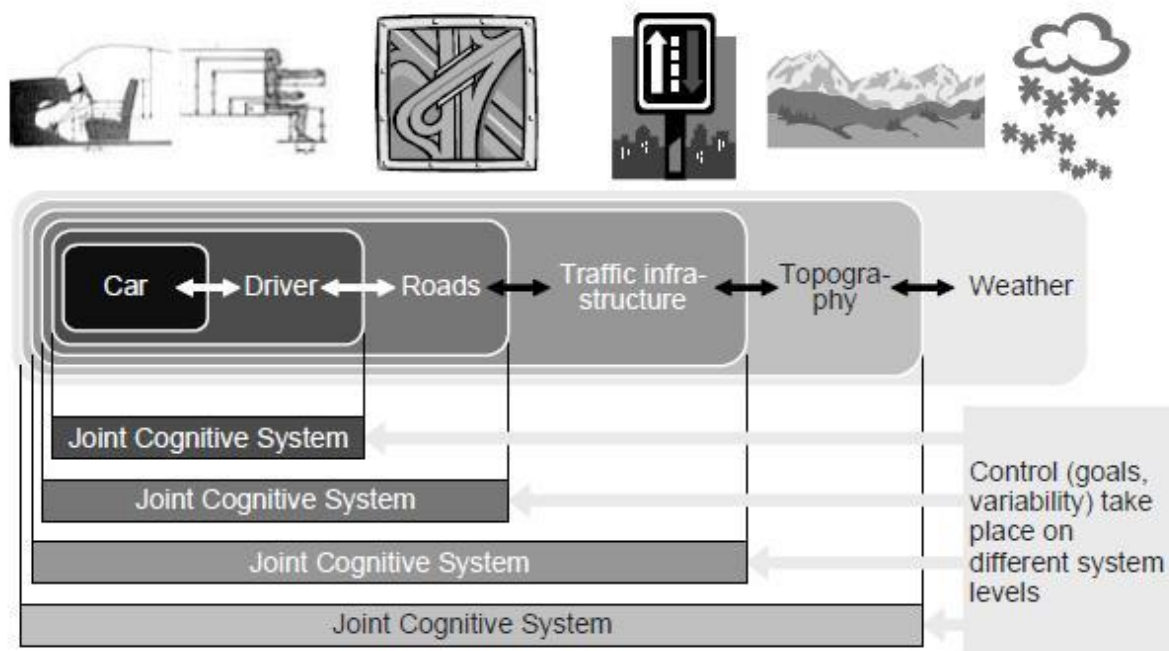 Car
Driver
Roads
Traffic infra-
structure
Topogra-
phy
Weather
Joint Cognitive System
Joint Cognitive System
Joint Cognitive System
Joint Cognitive System
Control (goals,
variability) take
place on
different system
levels